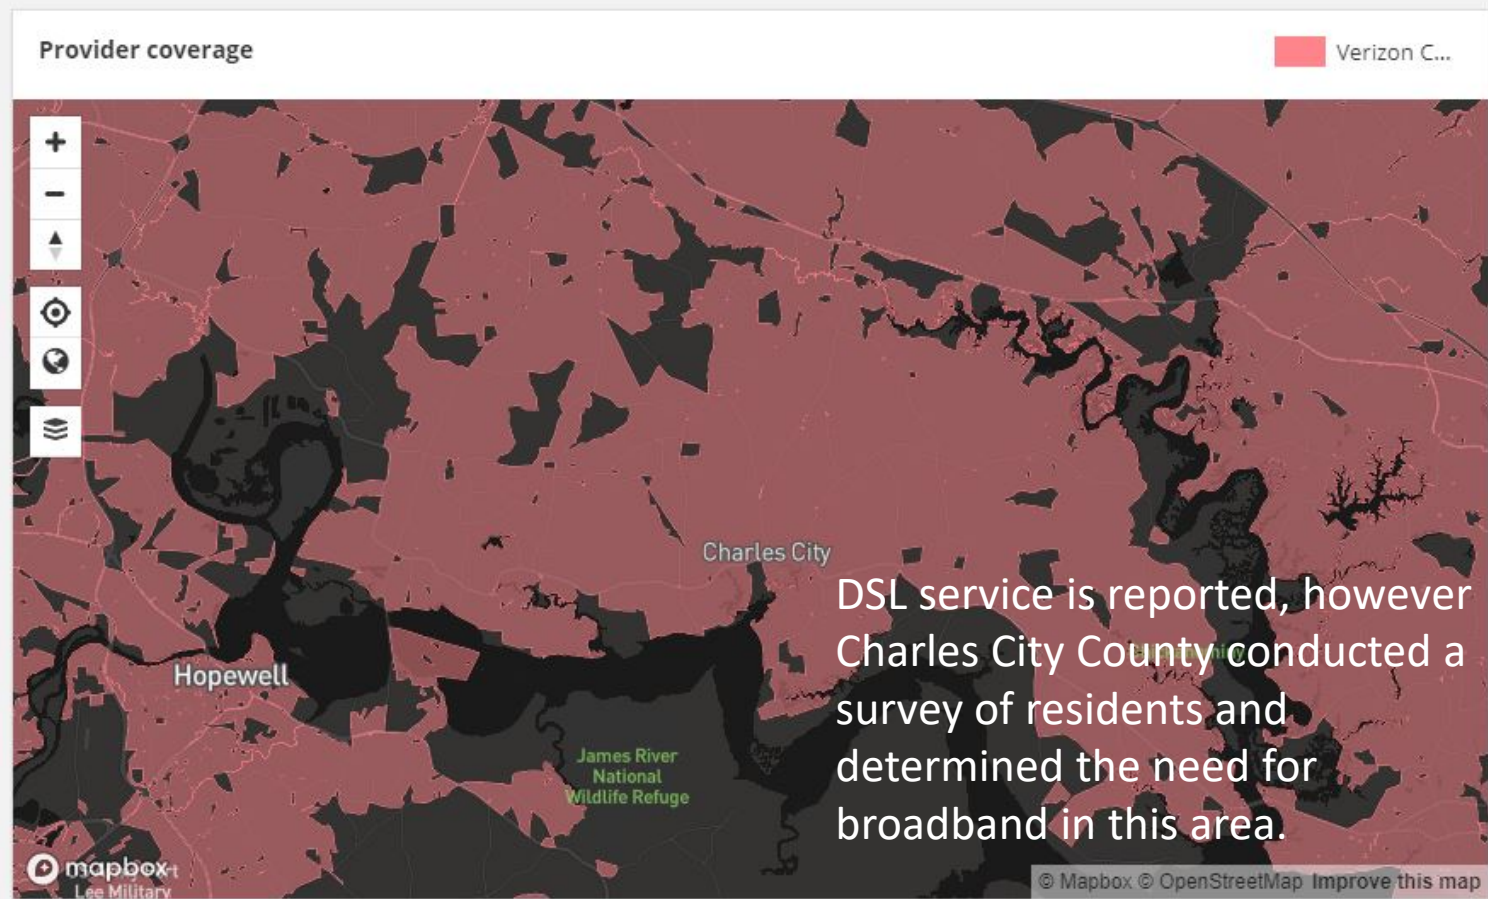 Provider coverage
Verizon C...
Charles City
DSL service is reported, however
Charles City County conducted a
survey of residents and
determined the need for
broadband in this area.
Hopewell
James River
National
Wildlife Refuge
mapbox
Lee Military
© Mapbox © OpenStreetMap Improve this map